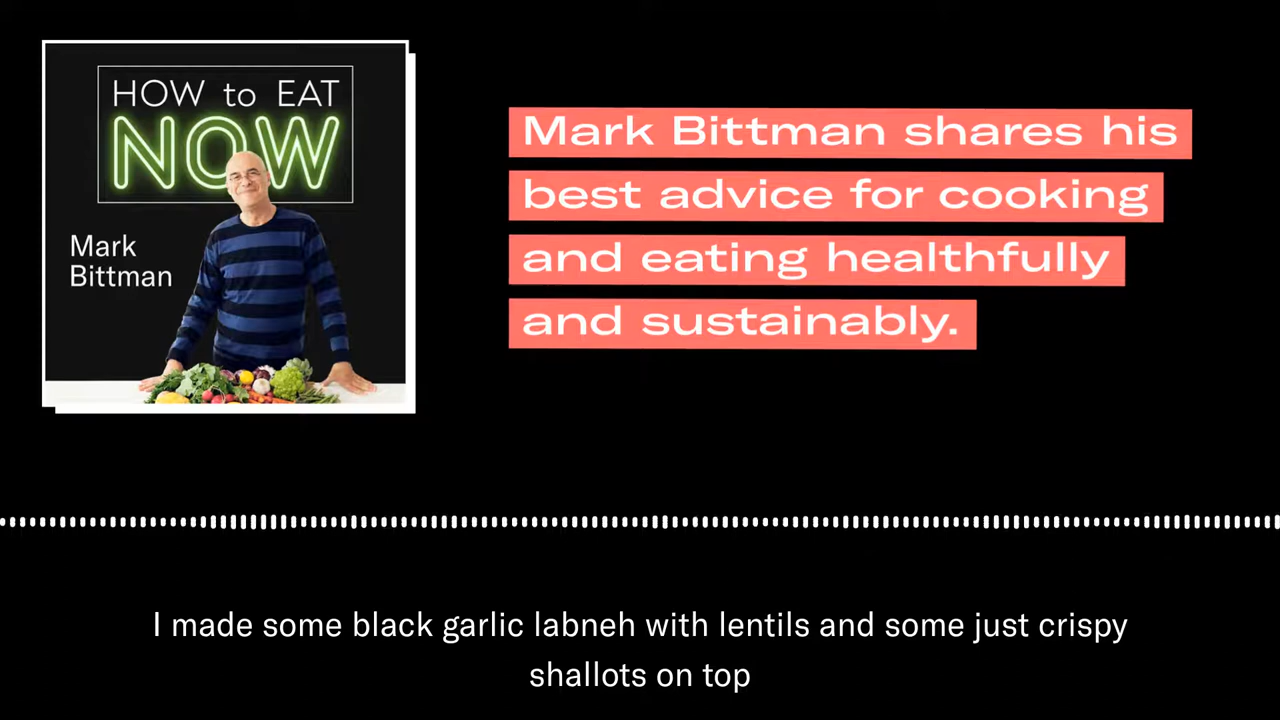 HOW to EAT
NOW
Mark
Bittman
Mark Bittman shares his
best advice for cooking
and eating healthfully
and sustainably.
I made some black garlic labneh with lentils and some just crispy
shallots on top